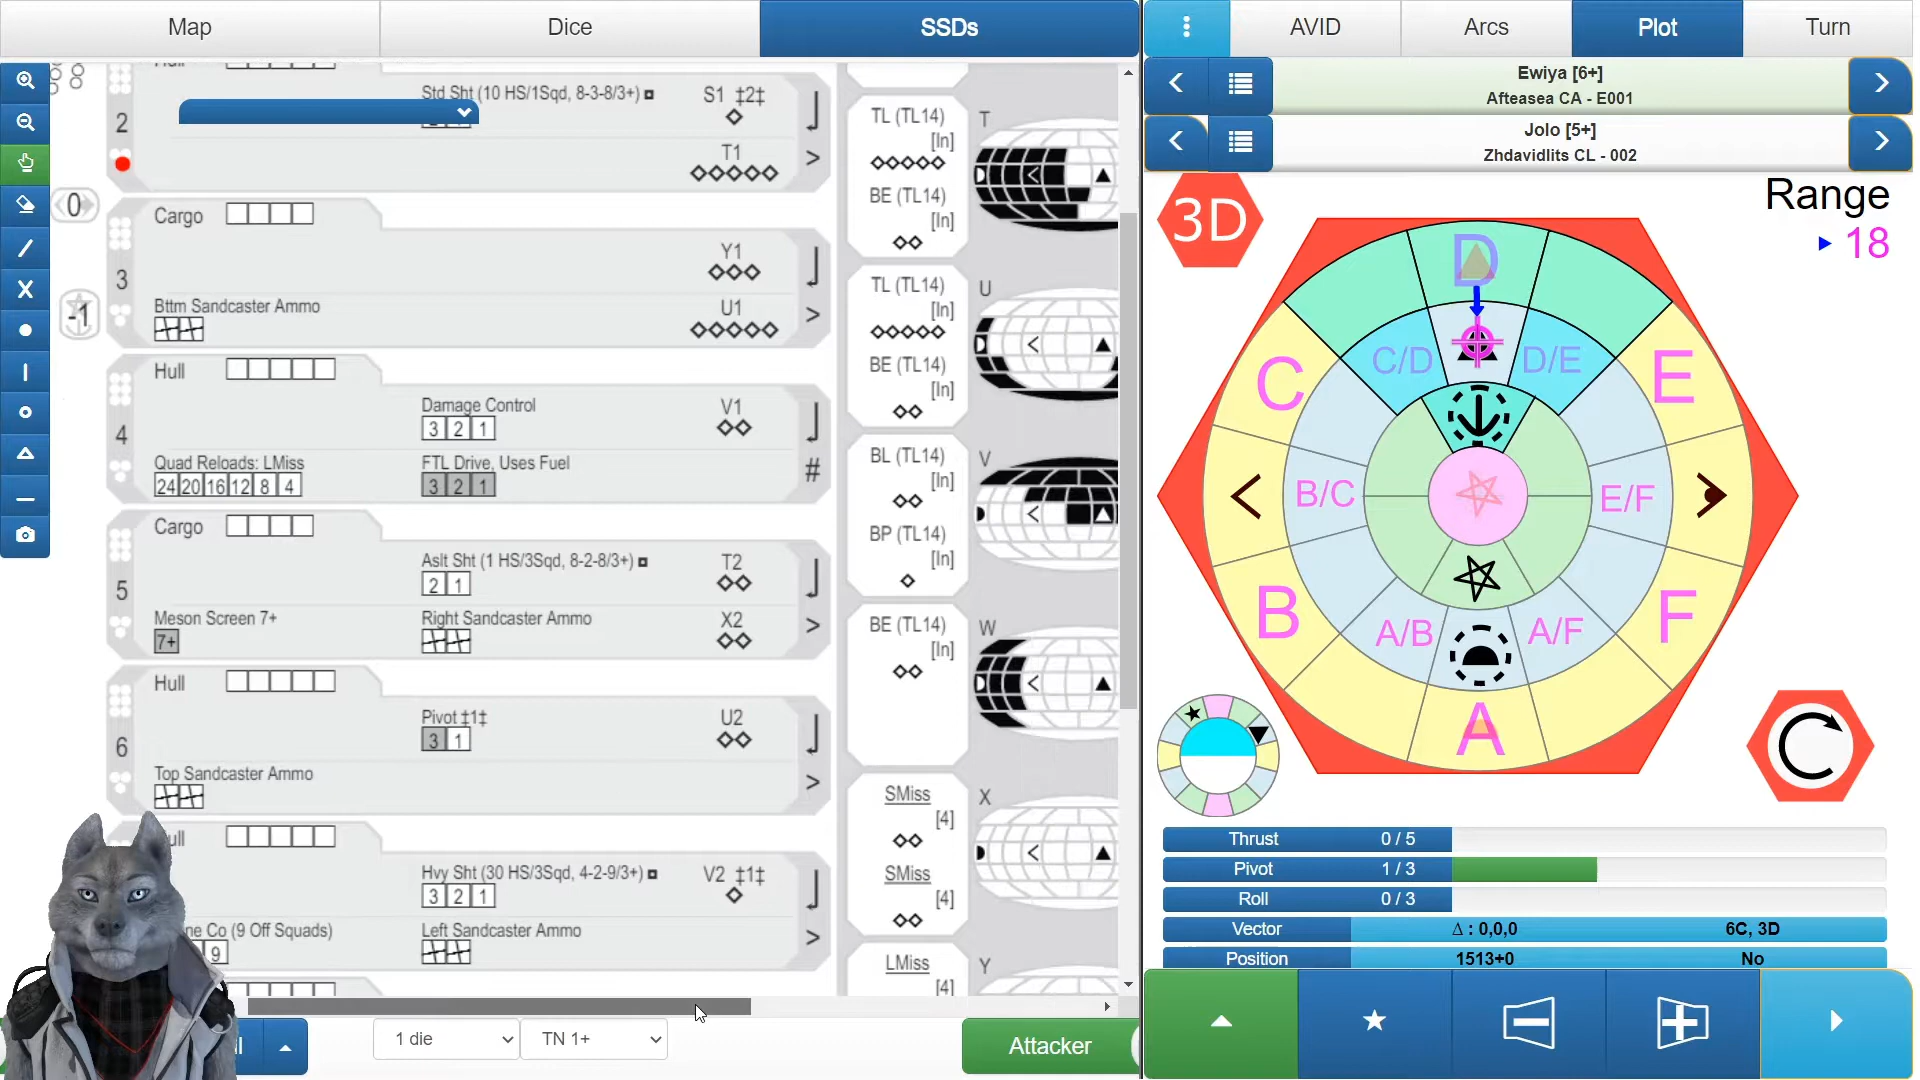 Map Dice SSDs
AVID Arcs Plot Turn
Ewiya [6+]
Afteasea CA - E001
Jolo [5+]
Zhdavidlits CL - 002
2
Std Sht (10 HS/1Sqd, 8-3-8/3+)
S1 ‡2‡
T1
0
3
Cargo
Y1
Bttm Sandcaster Ammo
U1
-1
4
Hull
Damage Control
3 2 1
V1
Quad Reloads: LMiss
24 20 16 12 8 4
FTL Drive, Uses Fuel
3 2 1
#
5
Cargo
Aslt Sht (1 HS/3Sqd, 8-2-8/3+)
2 1
T2
Meson Screen 7+
7+
Right Sandcaster Ammo
X2
6
Hull
Pivot ‡1‡
3 1
U2
Top Sandcaster Ammo
Hvy Sht (30 HS/3Sqd, 4-2-9/3+)
3 2 1
V2 ‡1‡
(9 Off Squads)
9
Left Sandcaster Ammo
TL (TL14)
[In]
BE (TL14)
[In]
T
TL (TL14)
[In]
BE (TL14)
[In]
U
BL (TL14)
[In]
BP (TL14)
[In]
V
BE (TL14)
[In]
W
SMiss
[4]
SMiss
[4]
X
LMiss
[4]
Y
1 die
TN 1+
Attacker
3D
Range
18
D
C/D
D/E
C
E
B/C
E/F
B
F
A/B
A/F
A
Thrust 0 / 5
Pivot 1 / 3
Roll 0 / 3
Vector Δ : 0,0,0 6C, 3D
Position 1513+0 No